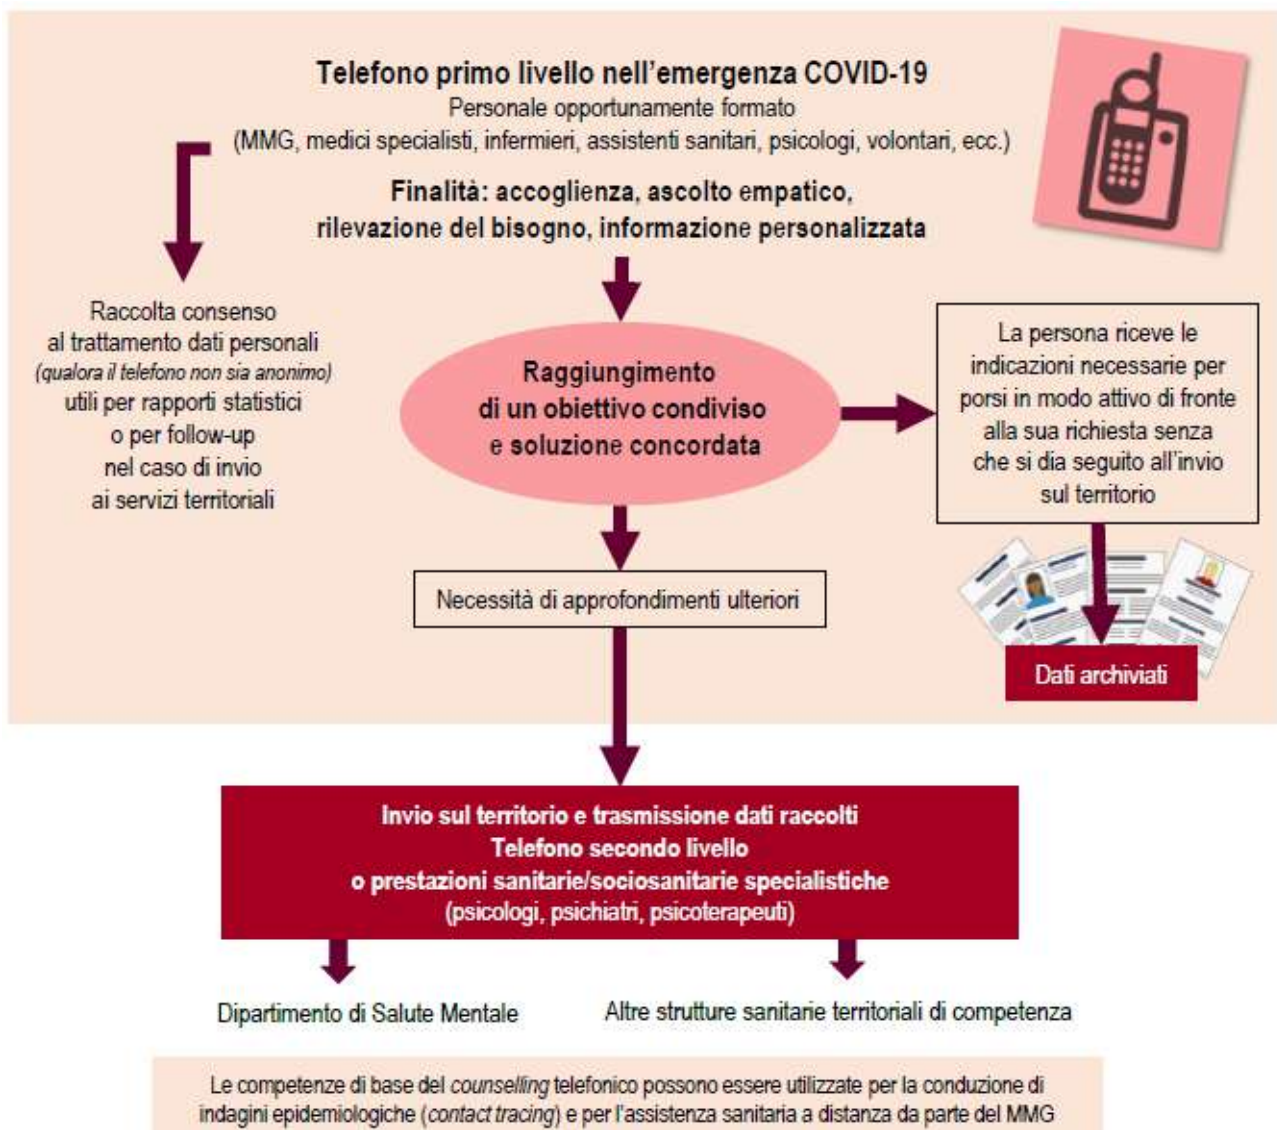 Telefono primo livello nell'emergenza COVID-19
Personale opportunamente formato
(MMG, medici specialisti, infermieri, assistenti sanitari, psicologi, volontari, ecc.)
Finalità: accoglienza, ascolto empatico,
rilevazione del bisogno, informazione personalizzata
Raccolta consenso
al trattamento dati personali
(qualora il telefono non sia anonimo)
utili per rapporti statistici
o per follow-up
nel caso di invio
ai servizi territoriali
Raggiungimento
di un obiettivo condiviso
e soluzione concordata
La persona riceve le
indicazioni necessarie per
porsi in modo attivo di fronte
alla sua richiesta senza
che si dia seguito all'invio
sul territorio
Necessità di approfondimenti ulteriori
Dati archiviati
Invio sul territorio e trasmissione dati raccolti
Telefono secondo livello
o prestazioni sanitarie/sociosanitarie specialistiche
(psicologi, psichiatri, psicoterapeuti)
Dipartimento di Salute Mentale
Altre strutture sanitarie territoriali di competenza
Le competenze di base del counselling telefonico possono essere utilizzate per la conduzione di
indagini epidemiologiche (contact tracing) e per l'assistenza sanitaria a distanza da parte del MMG